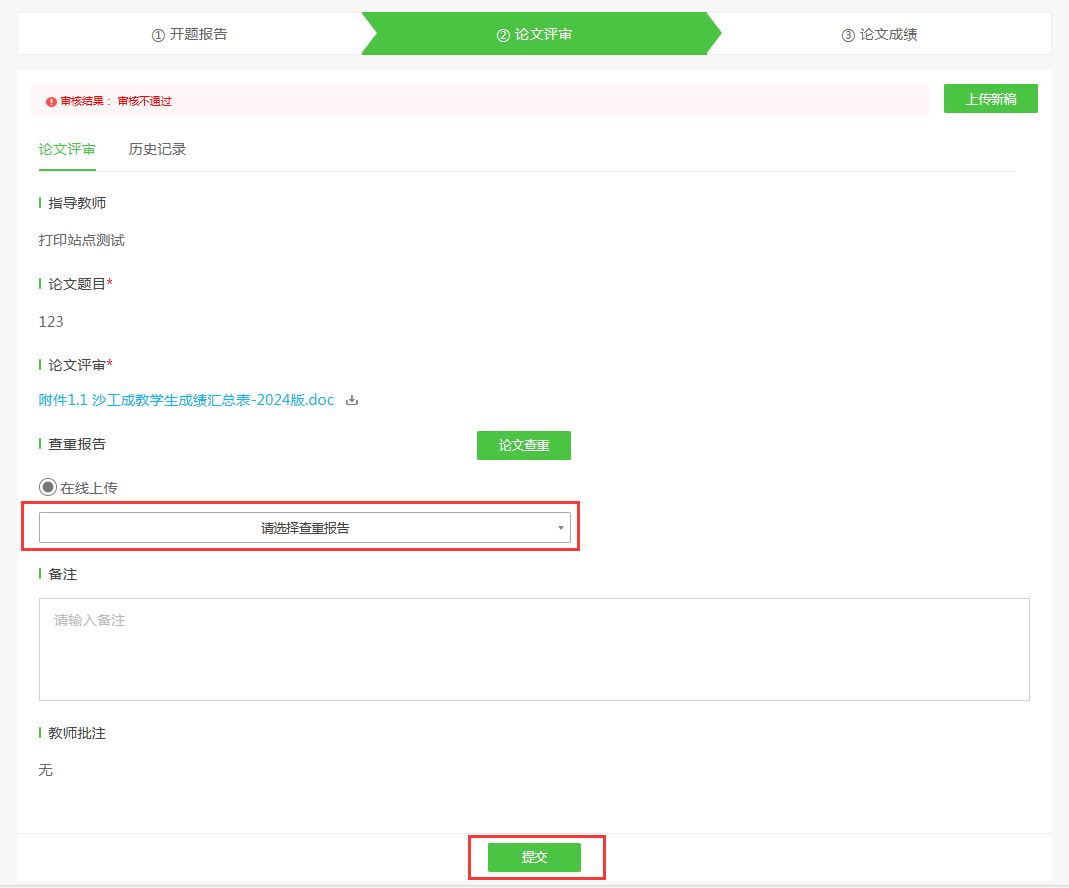 ① 开题报告
② 论文评审
③ 论文成绩
审核结果： 审核不通过
上传新稿
论文评审
历史记录
指导教师
打印站点测试
论文题目*
123
论文评审*
附件1.1 沙工成教学生成绩汇总表-2024版.doc
查重报告
论文查重
在线上传
请选择查重报告
备注
请输入备注
教师批注
无
提交